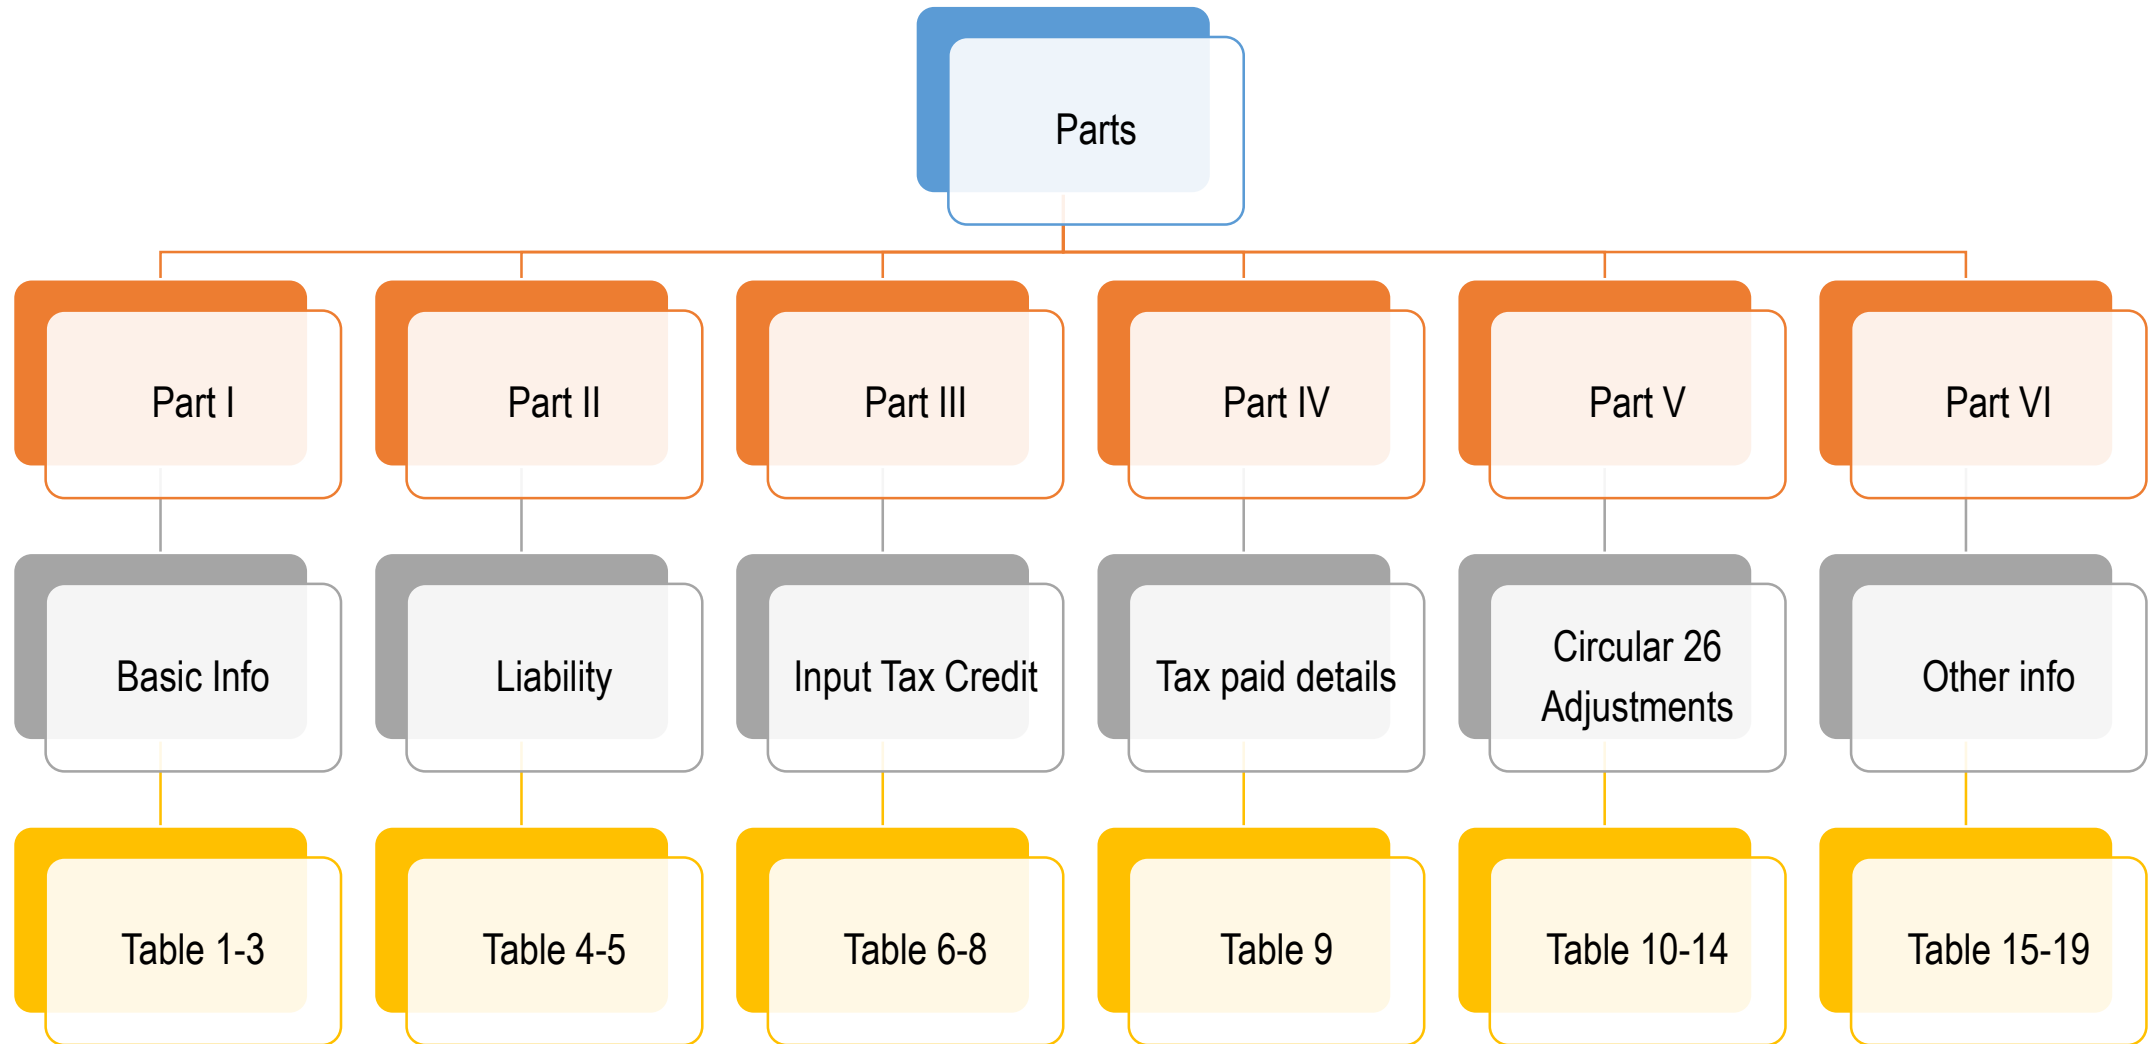 Parts
Part I
Part II
Part III
Part IV
Part V
Part VI
Basic Info
Liability
Input Tax Credit
Tax paid details
Circular 26
Adjustments
Other info
Table 1-3
Table 4-5
Table 6-8
Table 9
Table 10-14
Table 15-19